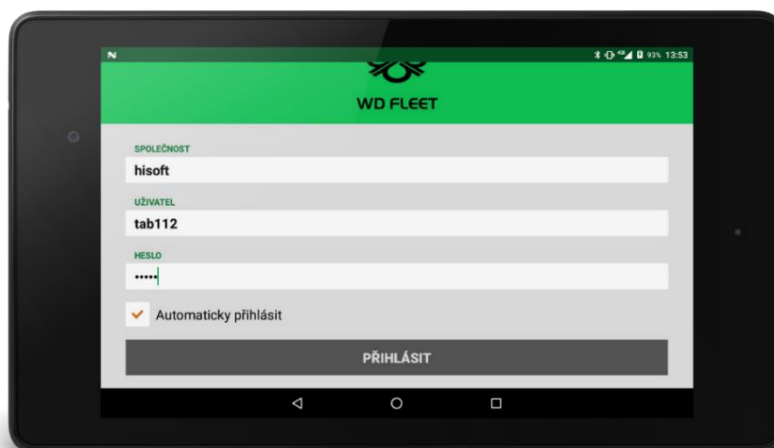 93% 13:53
WD FLEET
SPOLEČNOST
hisoft
UŽIVATEL
tab112
HESLO
•••••
Automaticky přihlásit
PŘIHLÁSIT